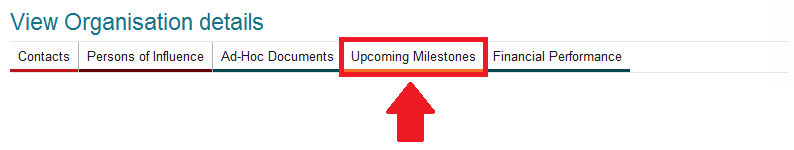 View Organisation details
Contacts Persons of Influence Ad-Hoc Documents Upcoming Milestones Financial Performance